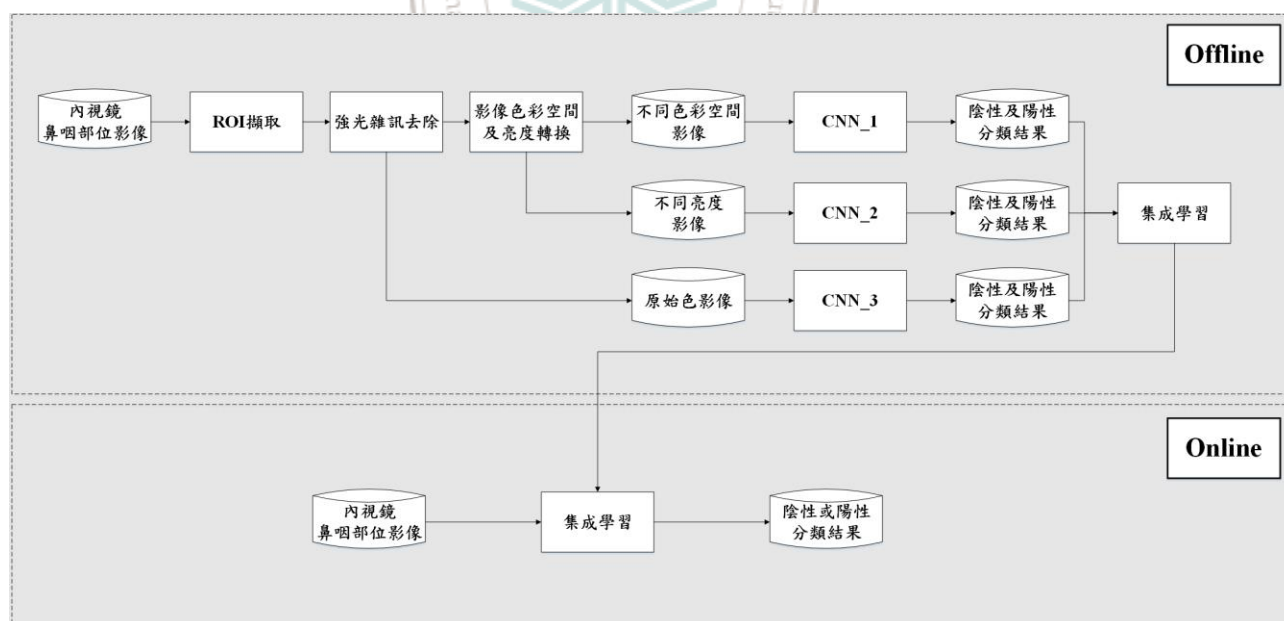 Offline
內視鏡
鼻咽部位影像
ROI擷取
強光雜訊去除
影像色彩空間
及亮度轉換
不同色彩空間
影像
CNN_1
陰性及陽性
分類結果
不同亮度
影像
CNN_2
陰性及陽性
分類結果
集成學習
原始色影像
CNN_3
陰性及陽性
分類結果
Online
內視鏡
鼻咽部位影像
集成學習
陰性或陽性
分類結果